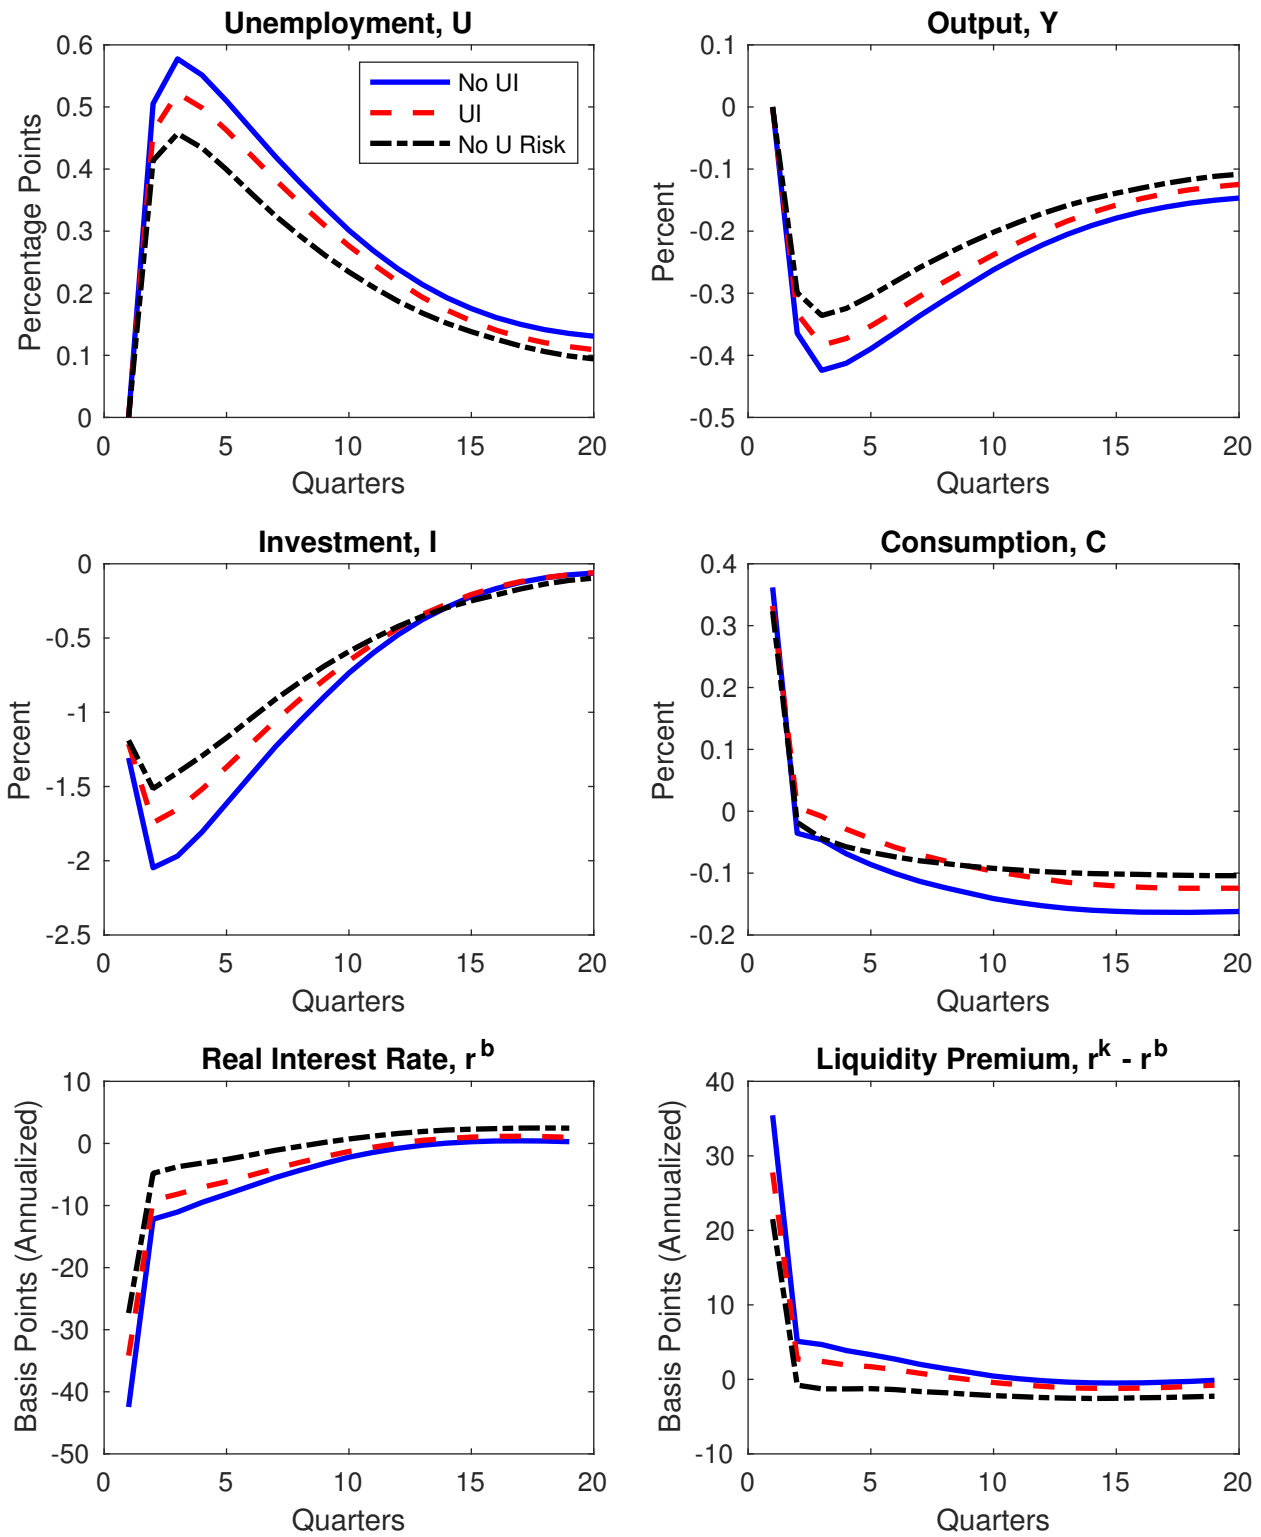 Unemployment, U
Percentage Points
0.6
0.5
0.4
0.3
0.2
0.1
0
No UI
UI
No U Risk
0 5 10 15 20
Quarters
Output, Y
Percent
0.1
0
-0.1
-0.2
-0.3
-0.4
-0.5
0 5 10 15 20
Quarters
Investment, I
Percent
0
-0.5
-1
-1.5
-2
-2.5
0 5 10 15 20
Quarters
Consumption, C
Percent
0.4
0.3
0.2
0.1
0
-0.1
-0.2
0 5 10 15 20
Quarters
Real Interest Rate, r^b
Basis Points (Annualized)
10
0
-10
-20
-30
-40
-50
0 5 10 15 20
Quarters
Liquidity Premium, r^k - r^b
Basis Points (Annualized)
40
30
20
10
0
-10
0 5 10 15 20
Quarters